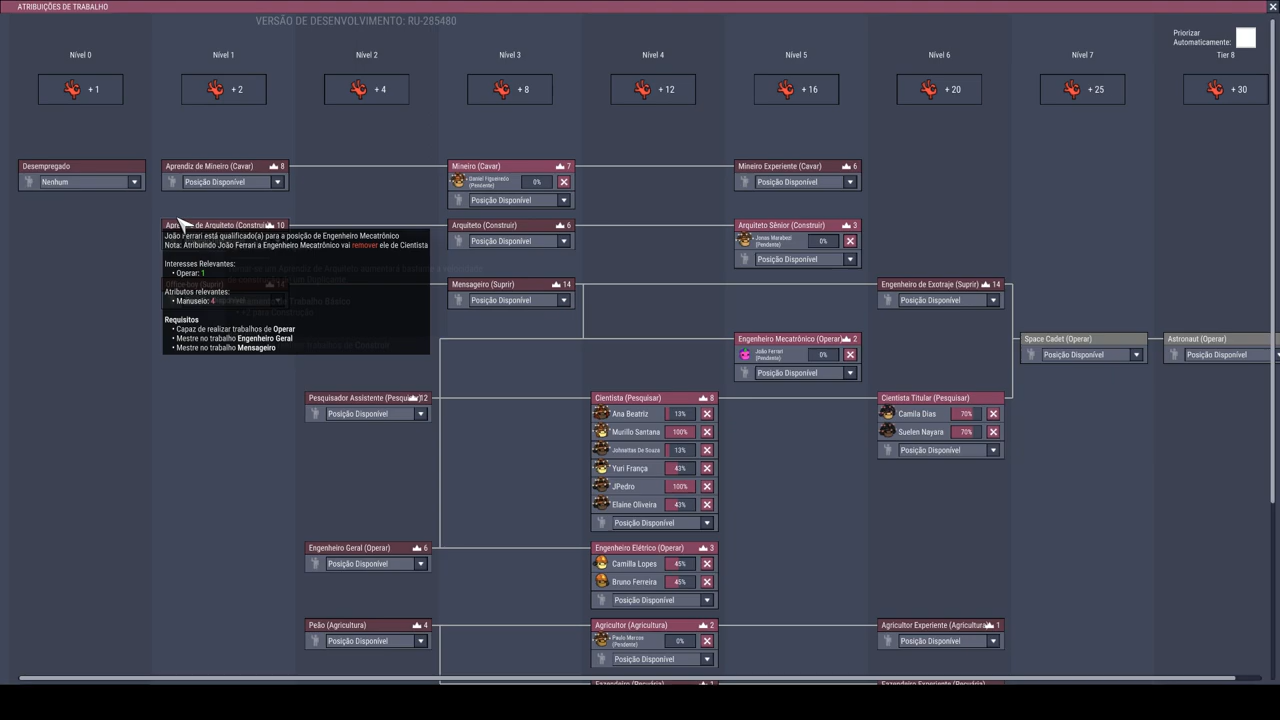 ATRIBUIÇÕES DE TRABALHO
VERSÃO DE DESENVOLVIMENTO: RU-285480
Priorizar
Automaticamente:
Nível 0
Nível 1
Nível 2
Nível 3
Nível 4
Nível 5
Nível 6
Nível 7
Tier 8
+ 1
+ 2
+ 4
+ 8
+ 12
+ 16
+ 20
+ 25
+ 30
Desempregado
Nenhum
Aprendiz de Mineiro (Cavar) 8
Posição Disponível
Mineiro (Cavar) 7
Daniel Figueiredo
(Pendente)
0%
Posição Disponível
Mineiro Experiente (Cavar) 6
Posição Disponível
de Arquiteto (Construir 10
Arquiteto (Construir) 6
Posição Disponível
Arquiteto Sênior (Construir) 3
Jonas Marabozi
(Pendente)
0%
Posição Disponível
João Ferrari está qualificado(a) para a posição de Engenheiro Mecatrônico
Nota: Atribuindo João Ferrari a Engenheiro Mecatrônico vai remover ele de Cientista
Interesses Relevantes:
• Operar: 1
Atributos relevantes:
• Manuseio: 4
Requisitos
• Capaz de realizar trabalhos de Operar
• Mestre no trabalho Engenheiro Geral
• Mestre no trabalho Mensageiro
Office-boy (Suprir) 14
Mensageiro (Suprir) 14
Posição Disponível
Engenheiro de Exotraje (Suprir) 14
Posição Disponível
Engenheiro Mecatrônico (Operar) 2
João Ferrari
(Pendente)
0%
Posição Disponível
Space Cadet (Operar)
Posição Disponível
Astronaut (Operar)
Posição Disponível
Pesquisador Assistente (Pesquisar) 12
Posição Disponível
Cientista (Pesquisar) 8
Ana Beatriz 13%
Murillo Santana 100%
Johnattas De Souza 13%
Yuri França 43%
JPedro 100%
Elaine Oliveira 43%
Posição Disponível
Cientista Titular (Pesquisar)
Camila Dias 70%
Suelen Nayara 70%
Posição Disponível
Engenheiro Geral (Operar) 6
Posição Disponível
Engenheiro Elétrico (Operar) 3
Camilla Lopes 45%
Bruno Ferreira 45%
Posição Disponível
Peão (Agricultura) 4
Posição Disponível
Agricultor (Agricultura) 2
Paulo Marcos
(Pendente)
0%
Posição Disponível
Agricultor Experiente (Agricultura) 1
Posição Disponível
Fazendeiro (Pecuária) 1
Fazendeiro Experiente (Pecuária)